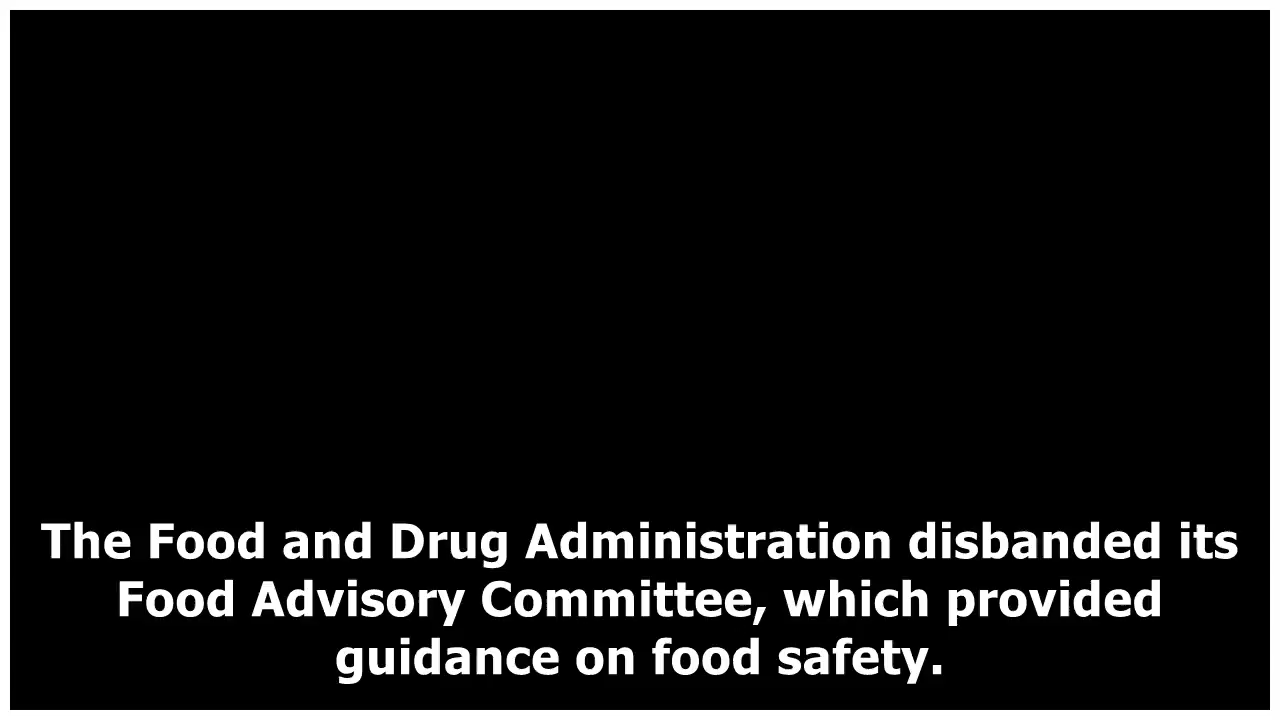 The Food and Drug Administration disbanded its
Food Advisory Committee, which provided
guidance on food safety.